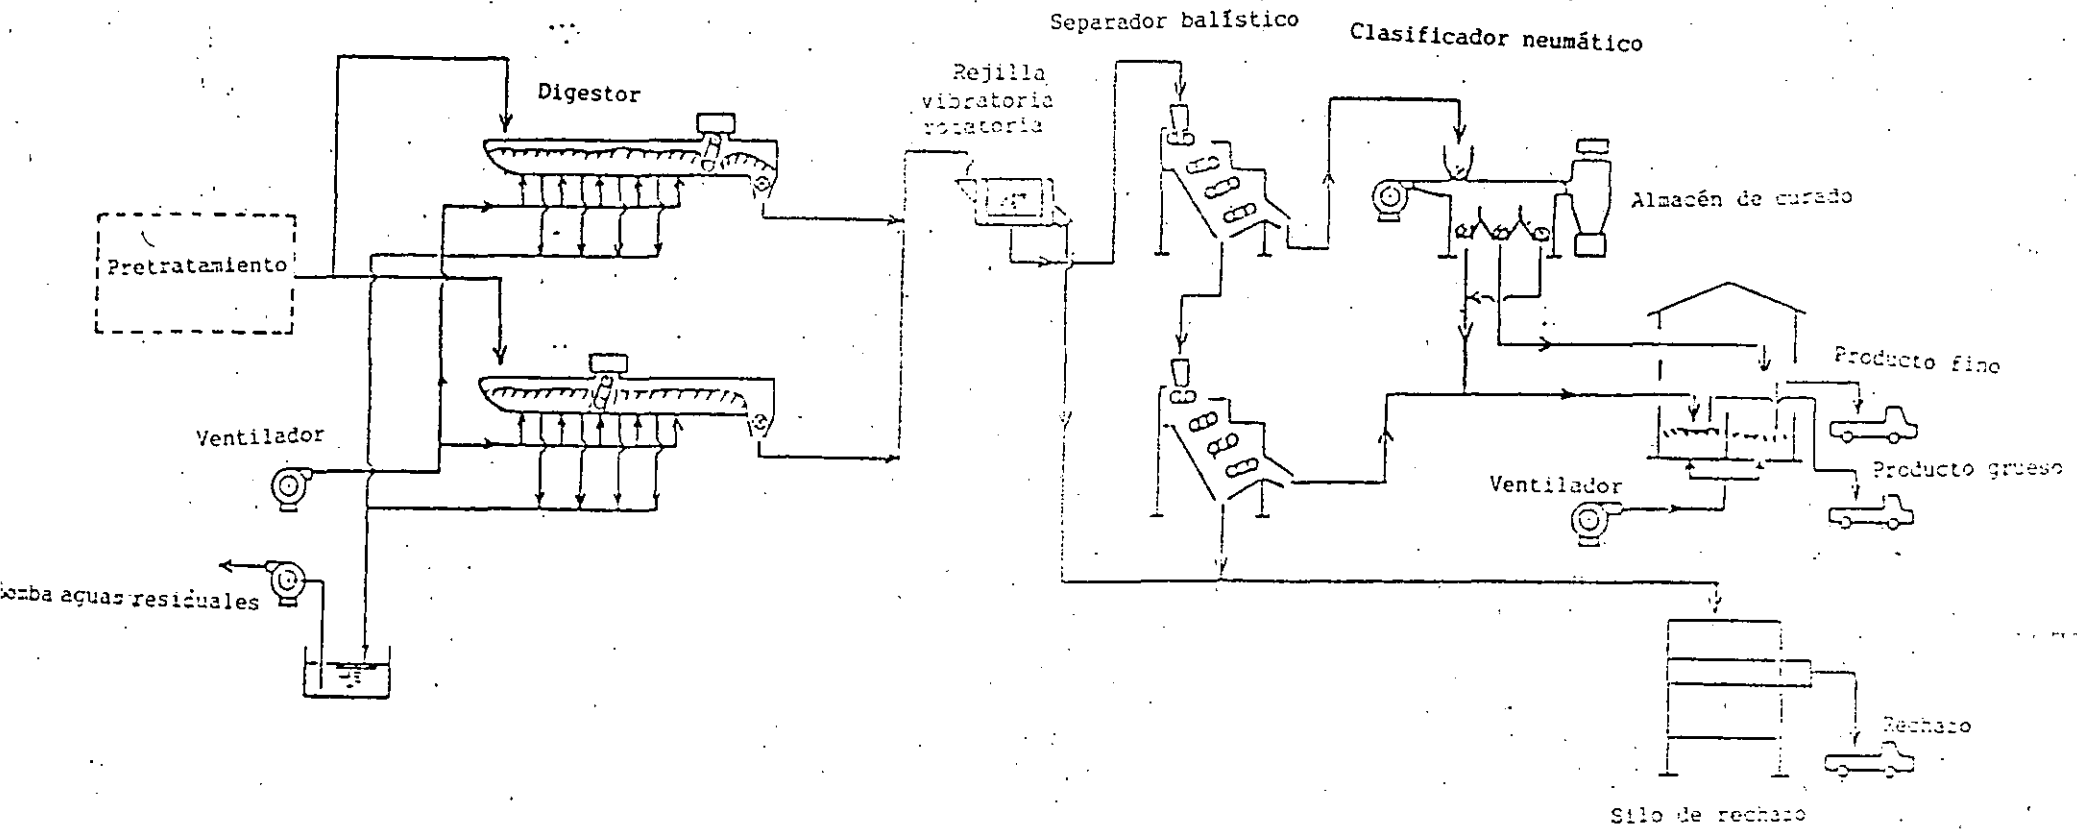 Separador balístico
Clasificador neumático
Rejilla
vibratoria
rotatoria
Digestor
Almacén de curado
Pretratamiento
Producto fino
Ventilador
Producto grueso
Ventilador
Bomba aguas residuales
Rechazo
Silo de rechazo